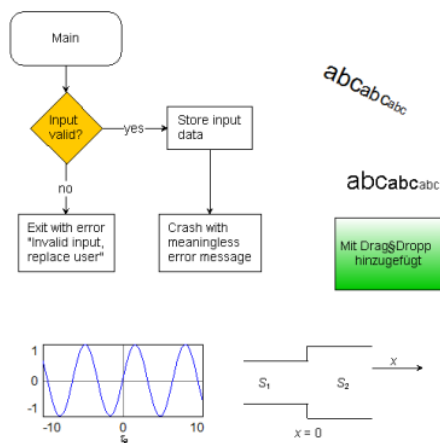 Main
Input
valid?
yes
Store input
data
no
Exit with error
"Invalid input,
replace user"
Crash with
meaningless
error message
abcabcabcabc
abcabcabc
Mit Drag§Dropp
hinzugefügt
1
0
-1
-10
0
10
S₁
S₂
x
x = 0